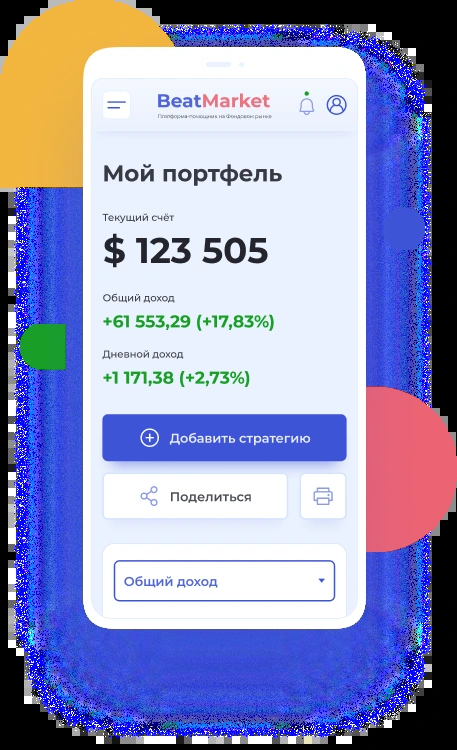 BeatMarket
Платформа-помощник на Фондовом рынке
Мой портфель
Текущий счёт
$ 123 505
Общий доход
+61 553,29 (+17,83%)
Дневной доход
+1 171,38 (+2,73%)
Добавить стратегию
Поделиться
Общий доход